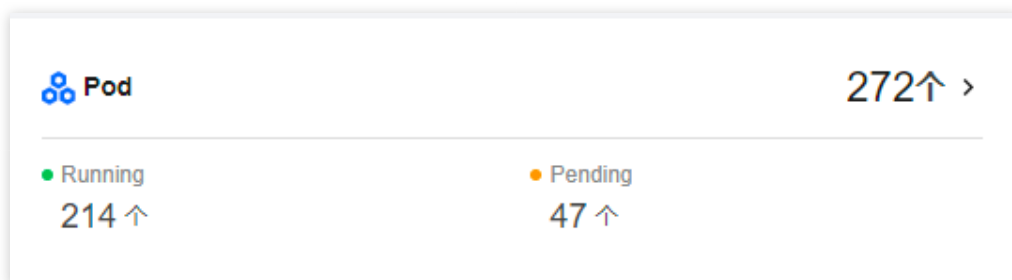 Pod 272个
Running Pending
214 个 47 个